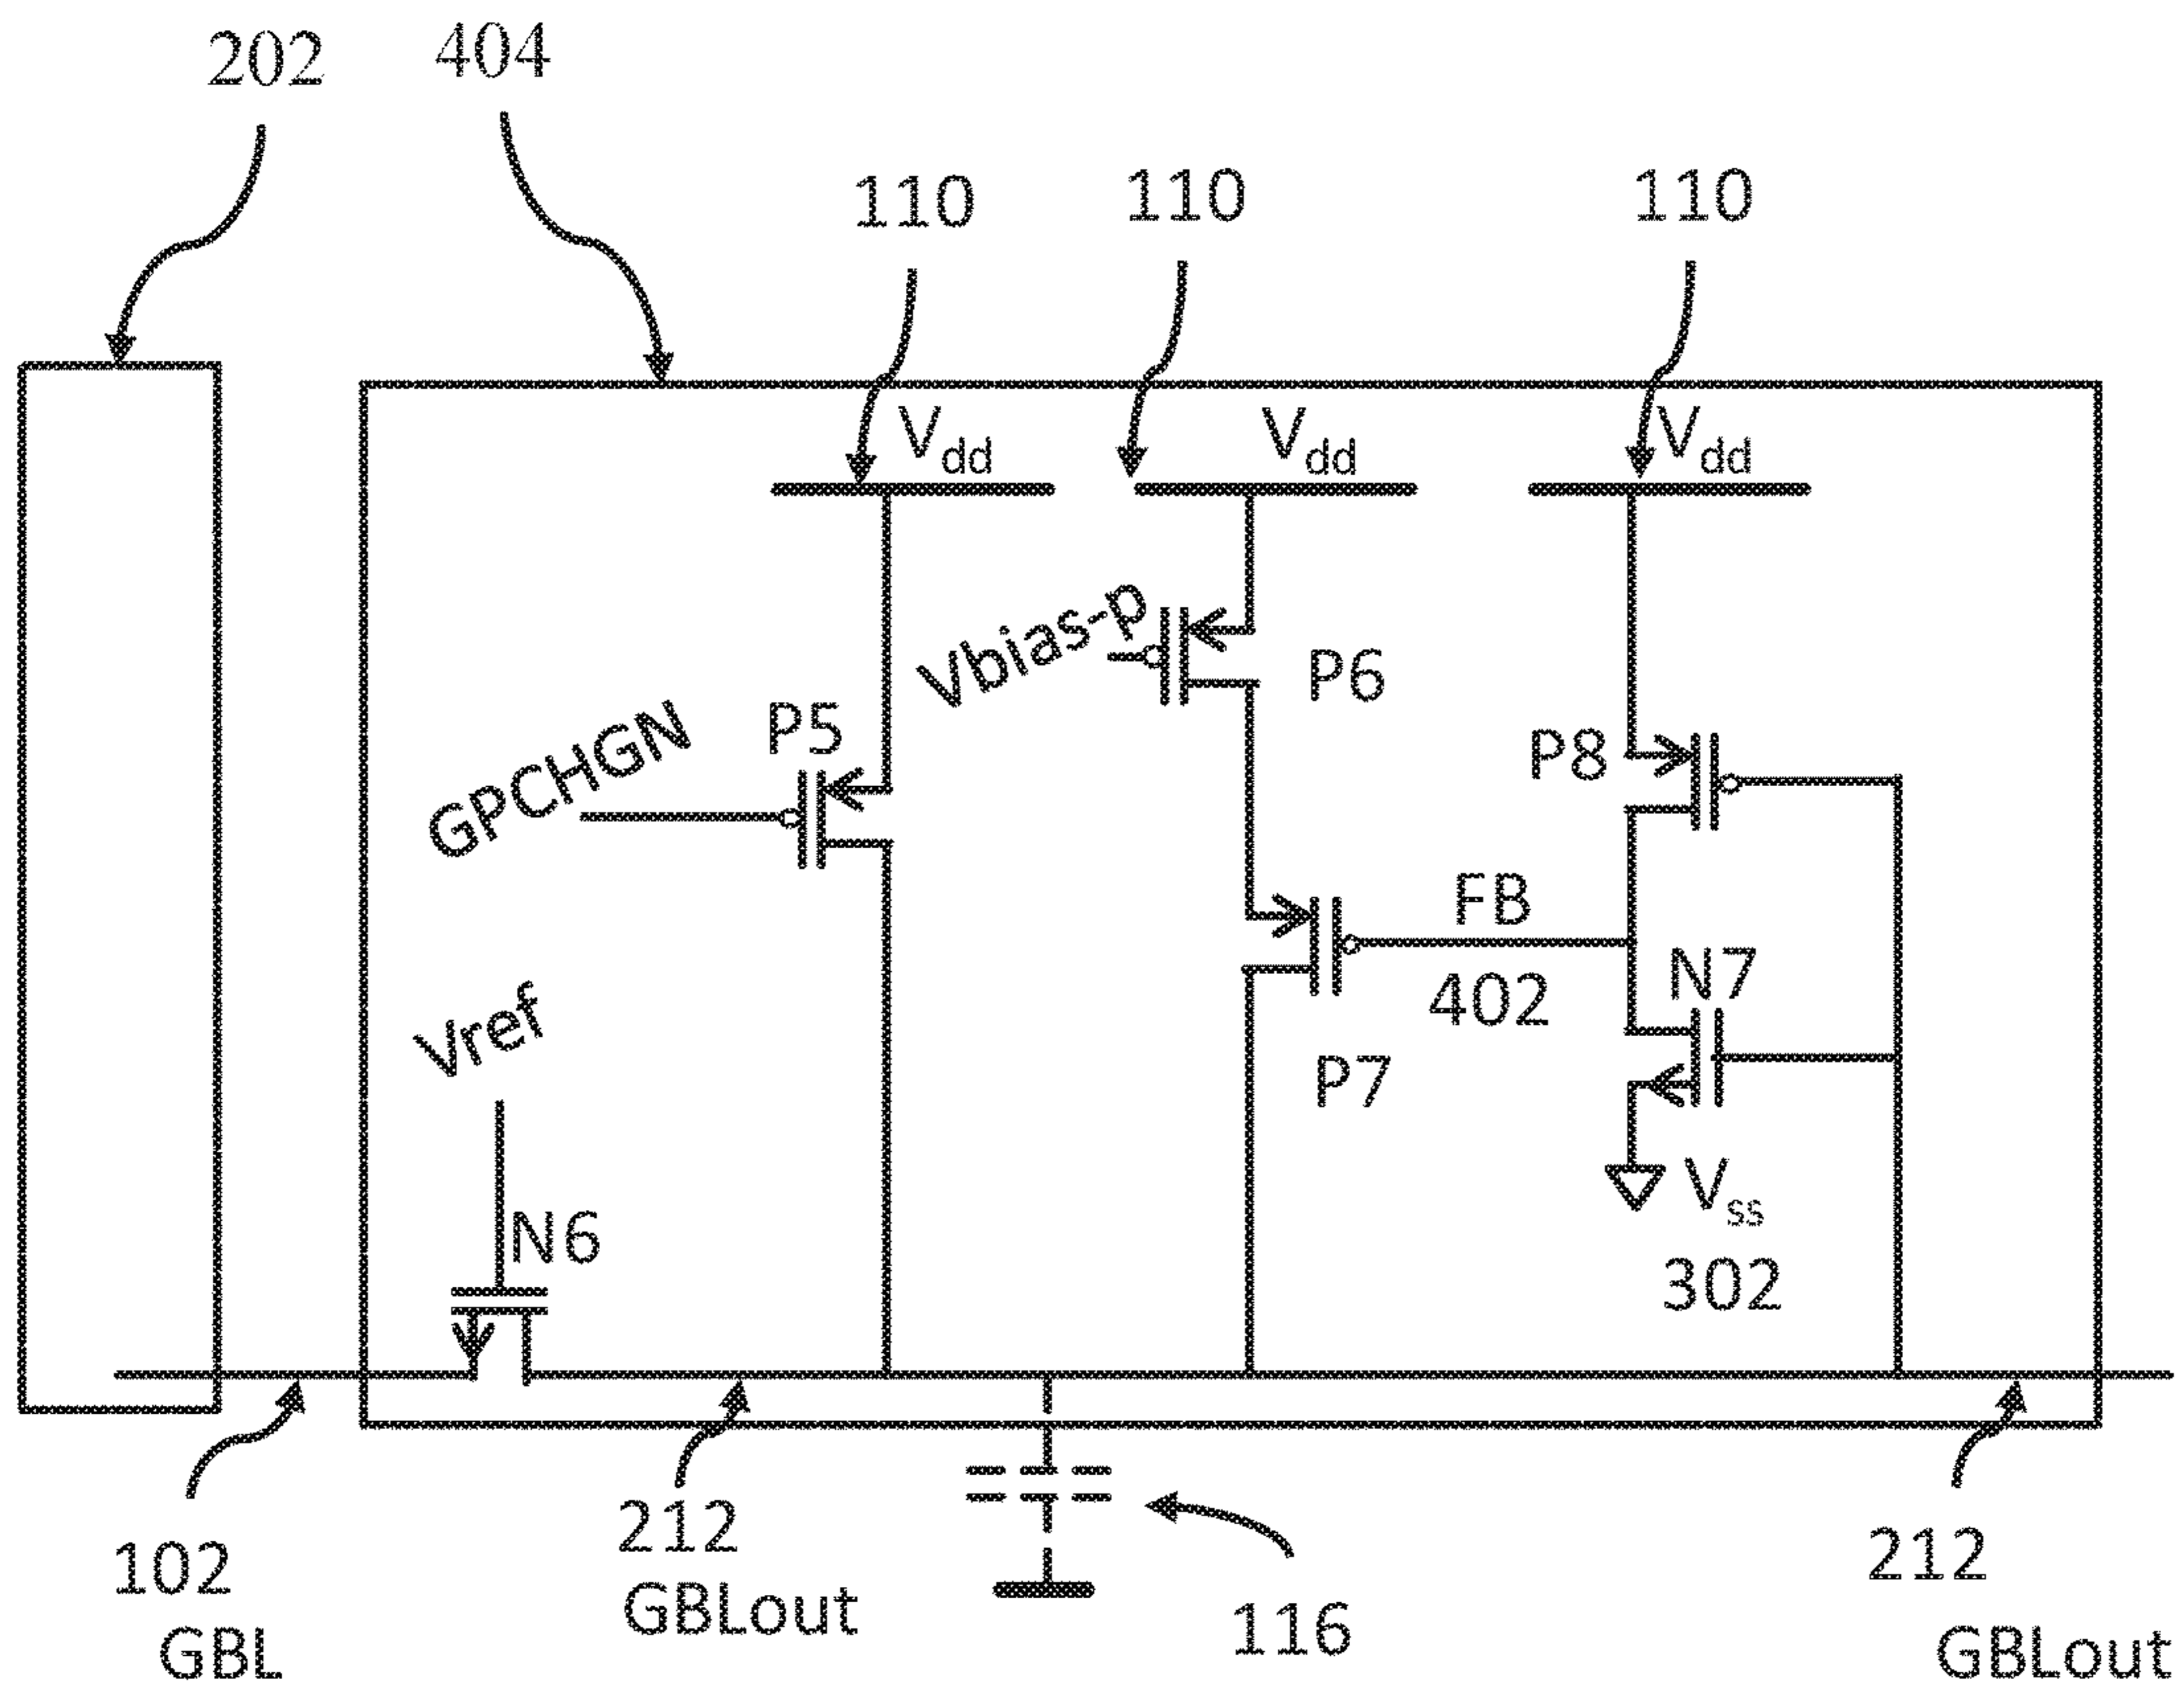 202
404
110
110
110
Vdd
Vdd
Vdd
Vbias-p
P6
GPCHGN
P5
P8
FB
402
N7
Vref
P7
Vss
302
N6
102
GBL
212
GBLout
116
212
GBLout